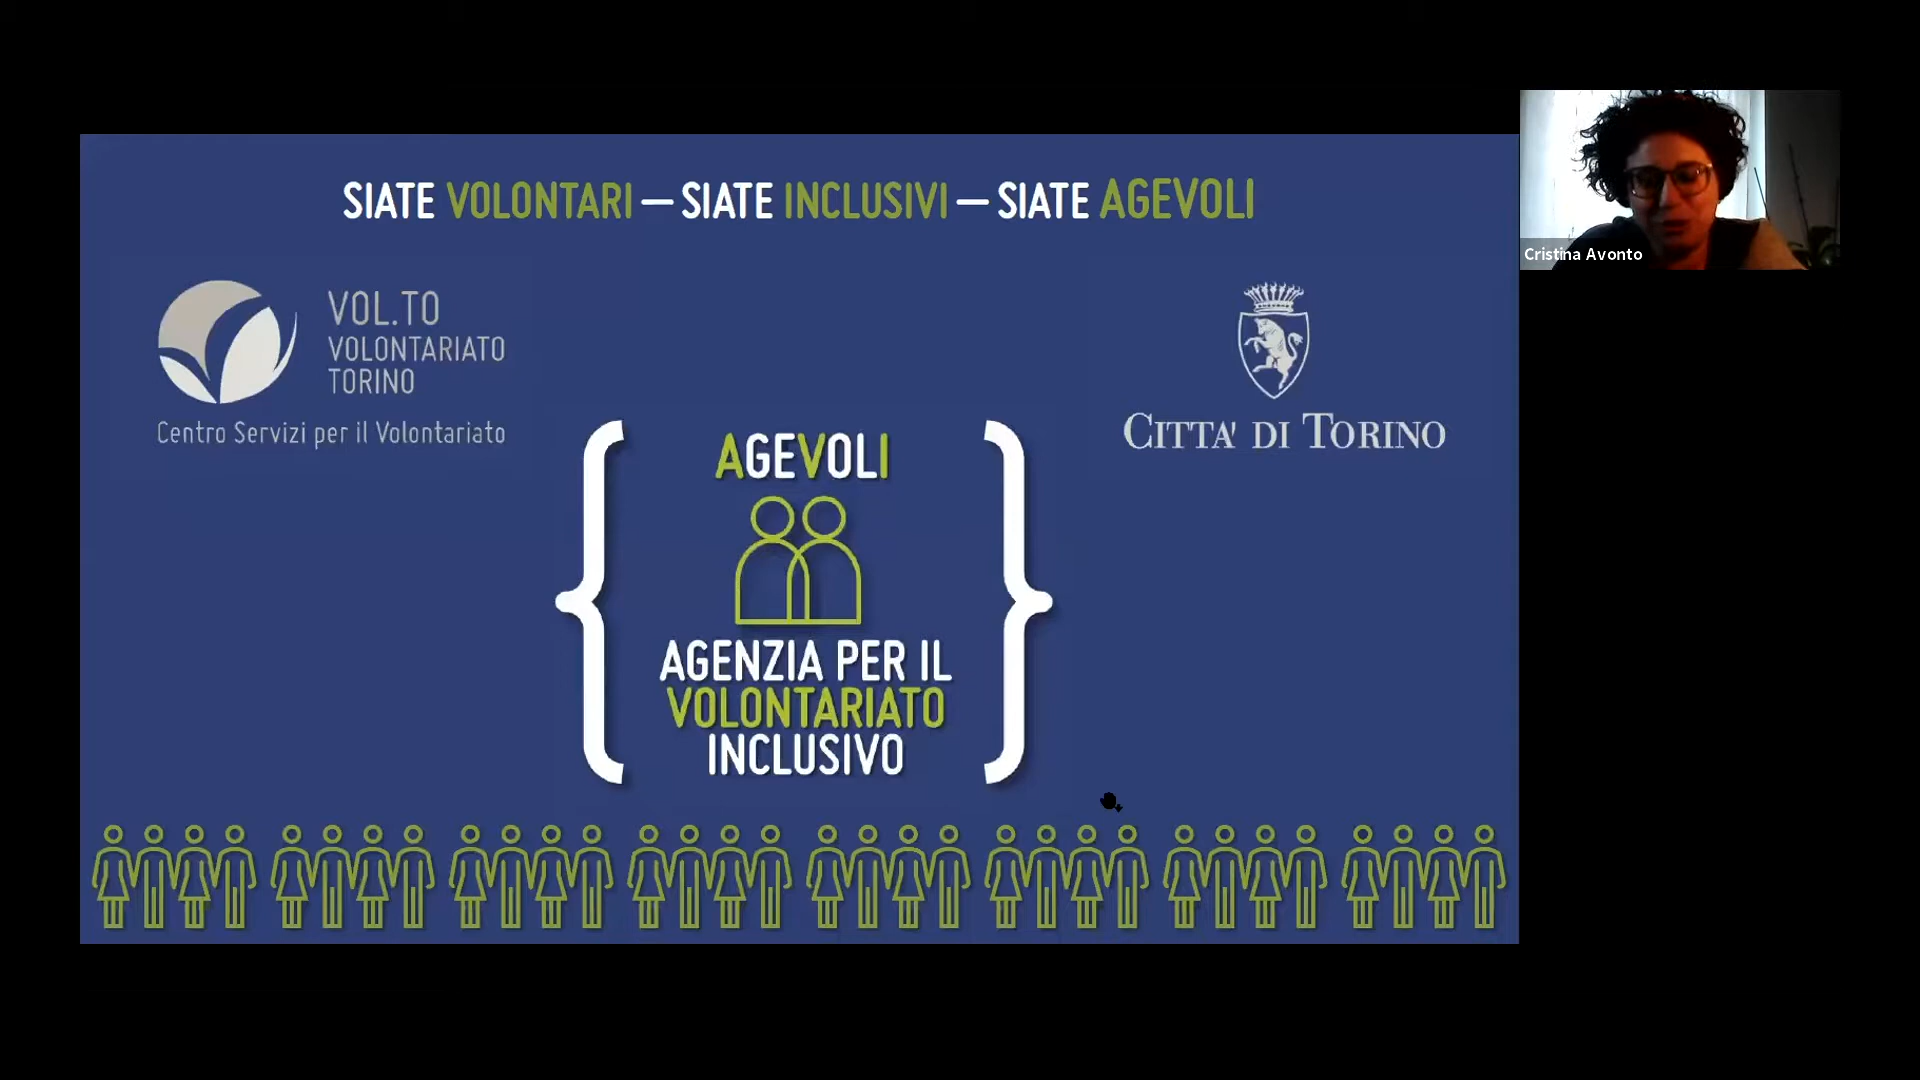 SIATE VOLONTARI — SIATE INCLUSIVI — SIATE AGEVOLI
VOL.TO
VOLONTARIATO
TORINO
Centro Servizi per il Volontariato
CITTA' DI TORINO
AGEVOLI
AGENZIA PER IL
VOLONTARIATO
INCLUSIVO
Cristina Avonto